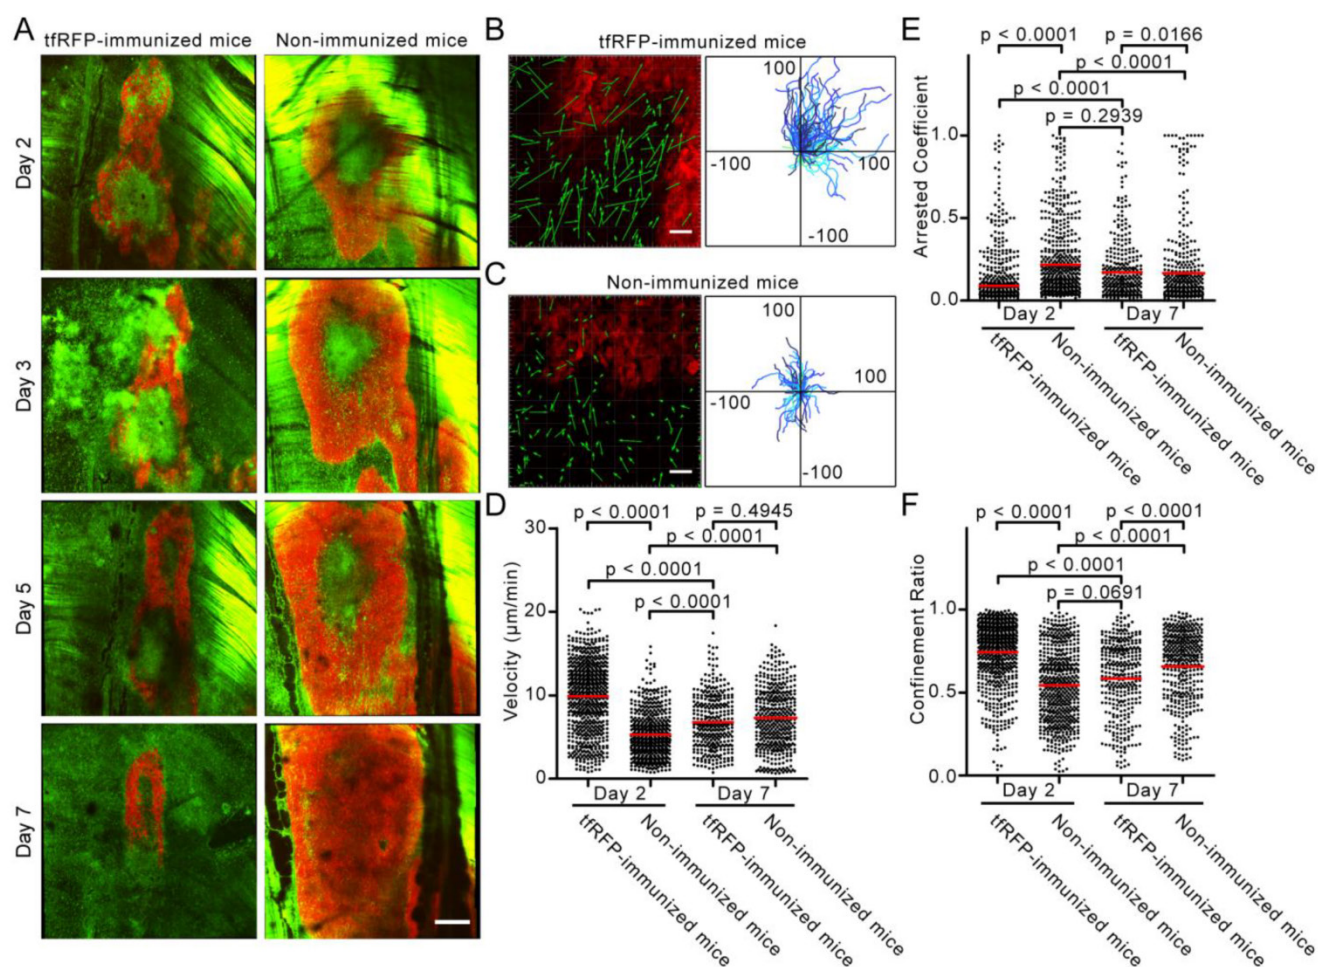 A
tfRFP-immunized mice
Non-immunized mice
Day 2
Day 3
Day 5
Day 7
B
tfRFP-immunized mice
100
-100
100
-100
C
Non-immunized mice
100
-100
100
-100
D
p < 0.0001
p = 0.4945
p < 0.0001
p < 0.0001
p < 0.0001
Velocity (μm/min)
30
20
10
0
Day 2
Day 7
tfRFP-immunized mice
Non-immunized mice
tfRFP-immunized mice
Non-immunized mice
E
p < 0.0001
p = 0.0166
p < 0.0001
p < 0.0001
p = 0.2939
Arrested Coefficient
1.0
0.5
0.0
Day 2
Day 7
tfRFP-immunized mice
Non-immunized mice
tfRFP-immunized mice
Non-immunized mice
F
p < 0.0001
p < 0.0001
p < 0.0001
p < 0.0001
p = 0.0691
Confinement Ratio
1.0
0.5
0.0
Day 2
Day 7
tfRFP-immunized mice
Non-immunized mice
tfRFP-immunized mice
Non-immunized mice